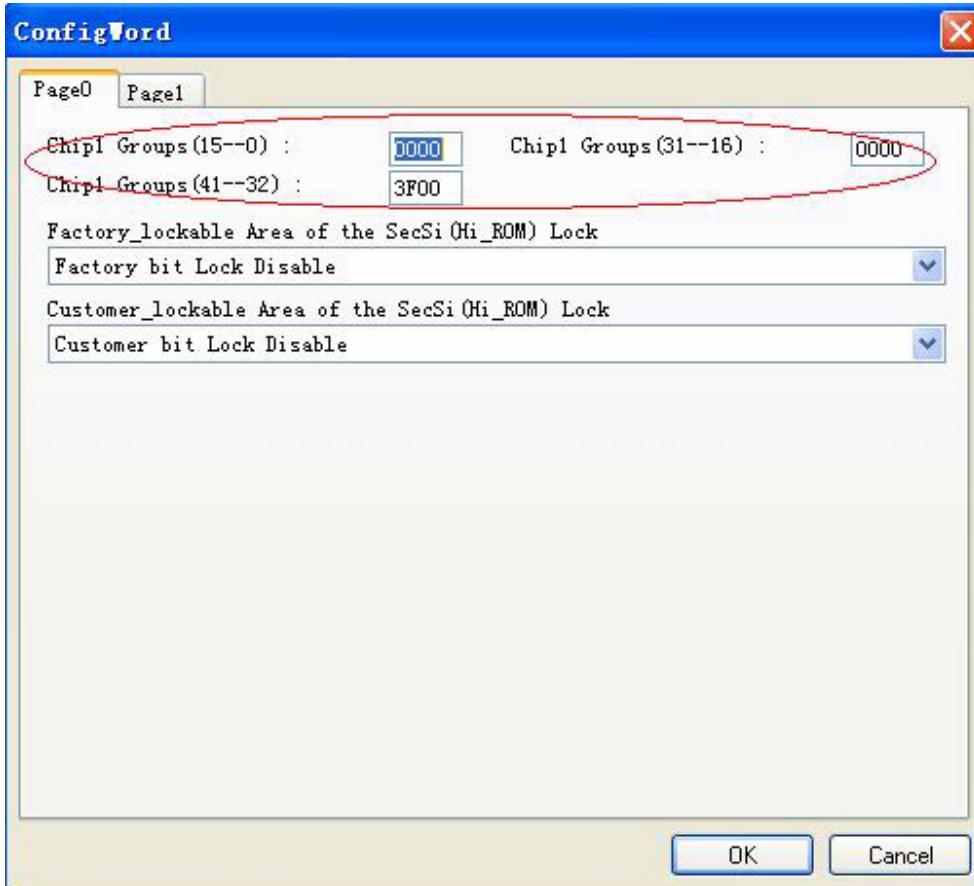 ConfigWord
Page0 Page1
Chip1 Groups(15--0) : 0000 Chip1 Groups(31--16) : 0000
Chip1 Groups(41--32) : 3F00
Factory_lockable Area of the SecSi(Hi_ROM) Lock
Factory bit Lock Disable
Customer_lockable Area of the SecSi(Hi_ROM) Lock
Customer bit Lock Disable
OK Cancel